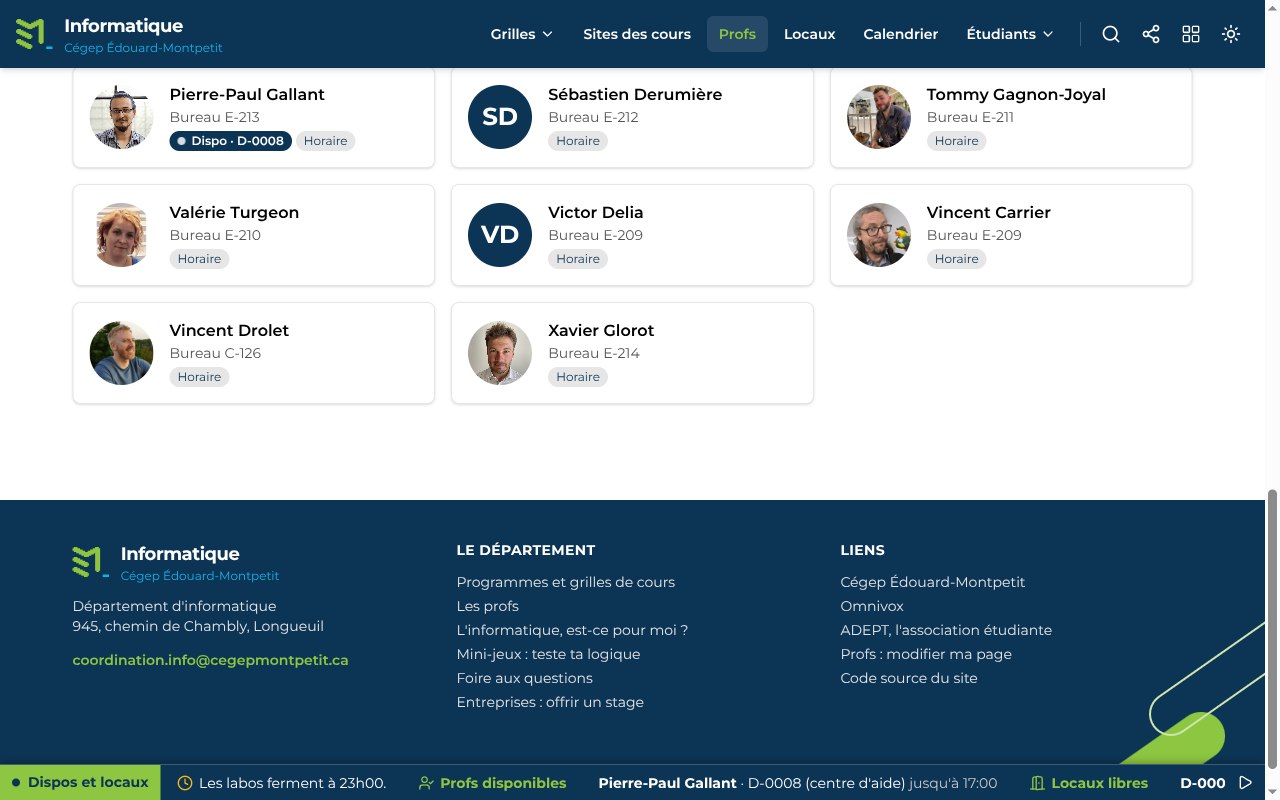 Informatique
Cégep Édouard-Montpetit
Grilles Sites des cours Profs Locaux Calendrier Étudiants
Pierre-Paul Gallant
Bureau E-213
Dispo · D-0008 Horaire
Sébastien Derumière
SD
Bureau E-212
Horaire
Tommy Gagnon-Joyal
Bureau E-211
Horaire
Valérie Turgeon
Bureau E-210
Horaire
Victor Delia
VD
Bureau E-209
Horaire
Vincent Carrier
Bureau E-209
Horaire
Vincent Drolet
Bureau C-126
Horaire
Xavier Glorot
Bureau E-214
Horaire
Informatique
Cégep Édouard-Montpetit
Département d'informatique
945, chemin de Chambly, Longueuil
coordination.info@cegepmontpetit.ca
LE DÉPARTEMENT
Programmes et grilles de cours
Les profs
L'informatique, est-ce pour moi ?
Mini-jeux : teste ta logique
Foire aux questions
Entreprises : offrir un stage
LIENS
Cégep Édouard-Montpetit
Omnivox
ADEPT, l'association étudiante
Profs : modifier ma page
Code source du site
Dispos et locaux Les labos ferment à 23h00. Profs disponibles Pierre-Paul Gallant · D-0008 (centre d'aide) jusqu'à 17:00 Locaux libres D-000